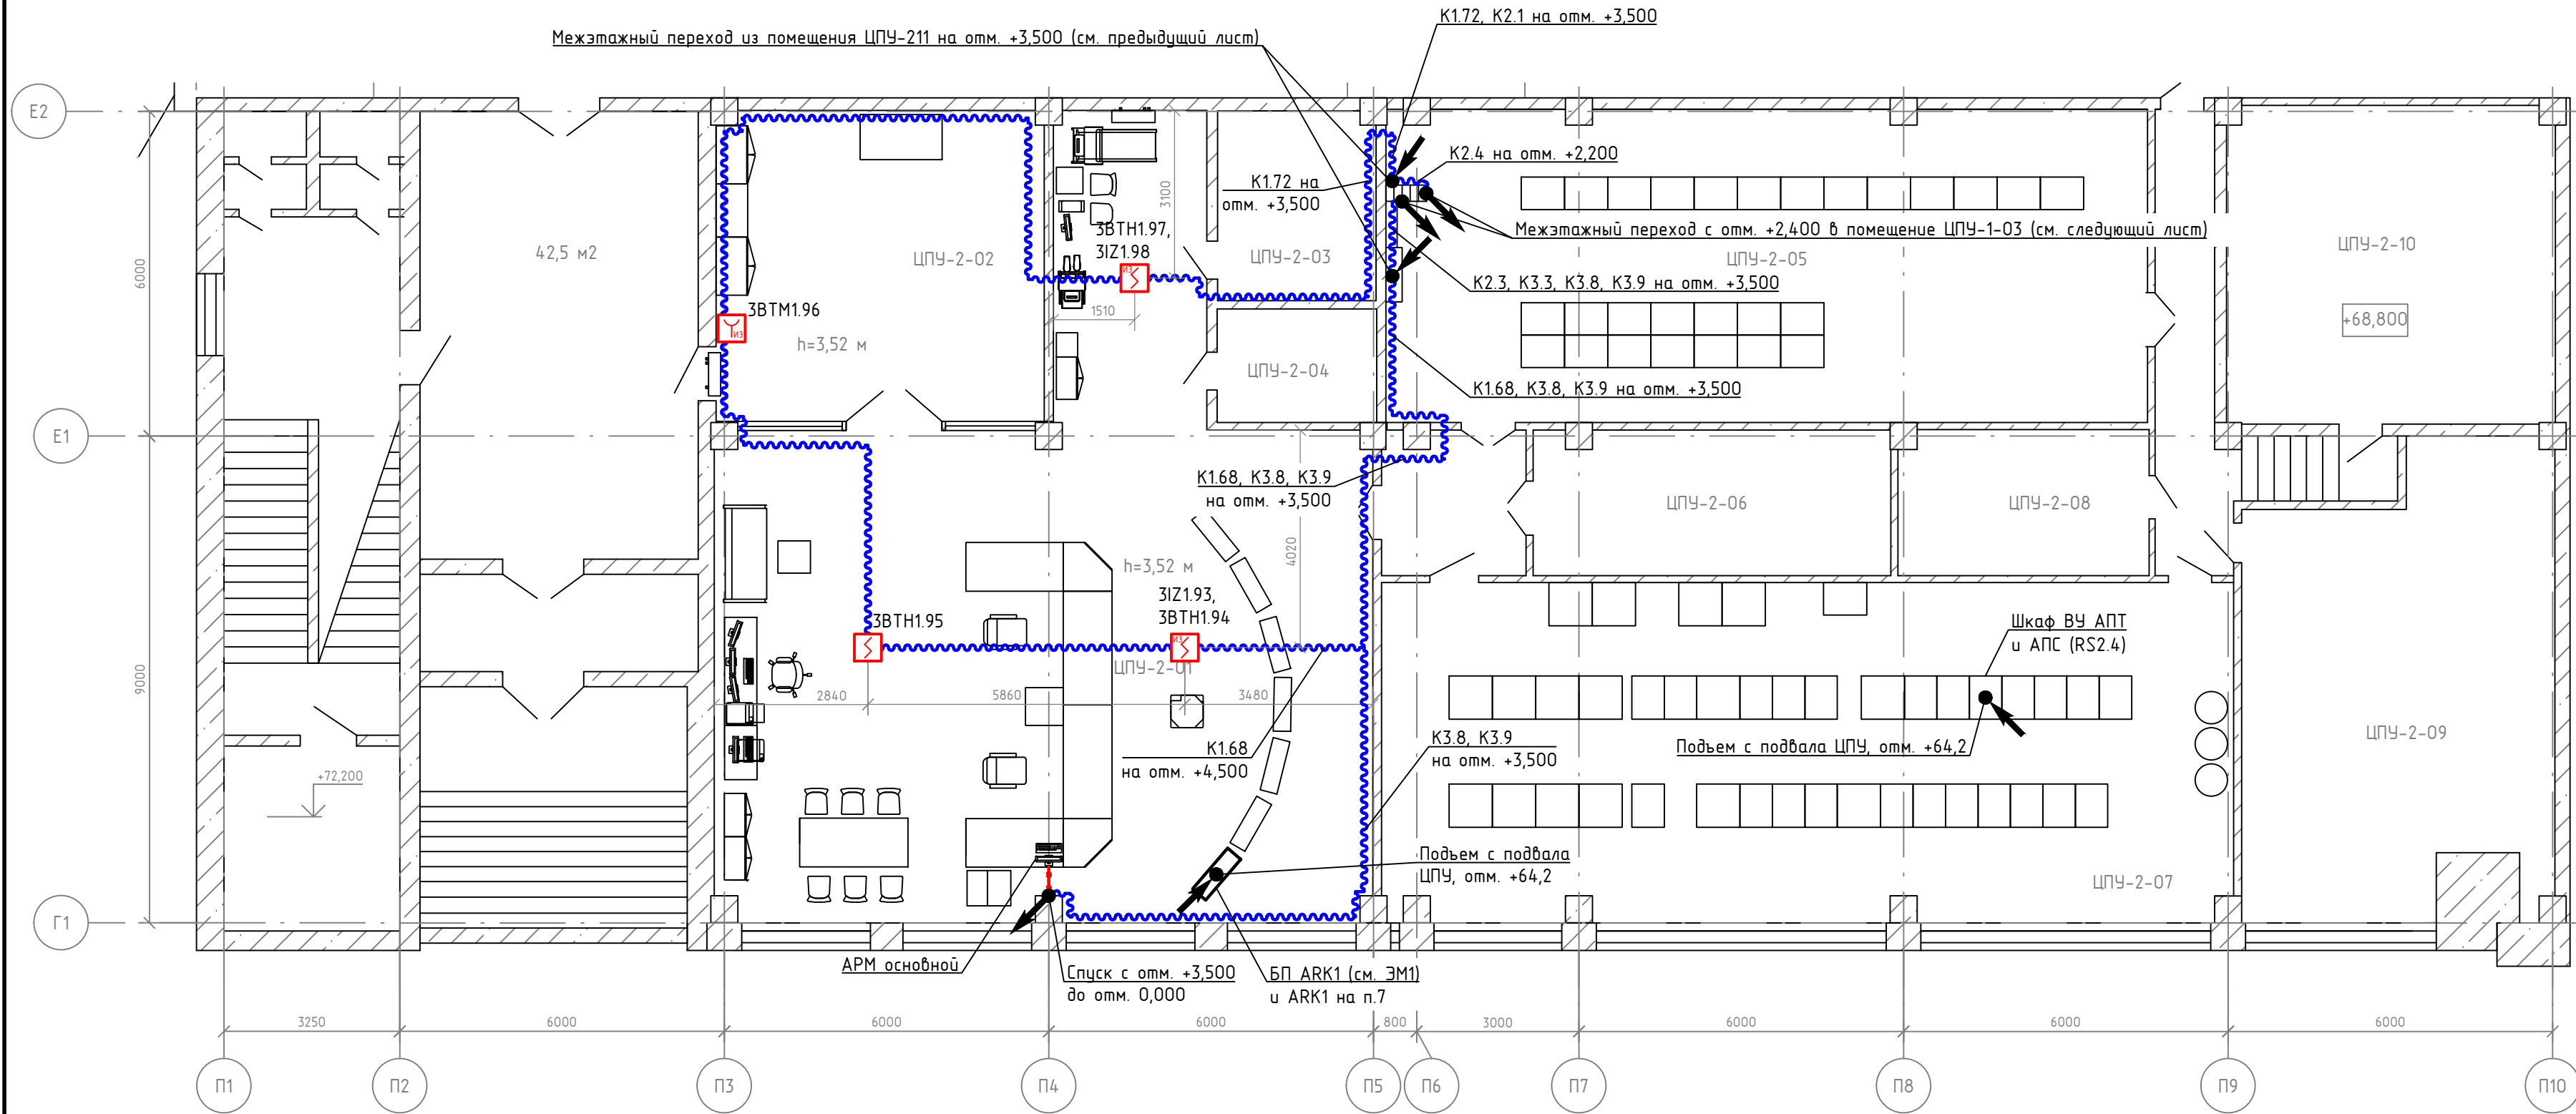 К1.72, К2.1 на отм. +3,500
Межэтажный переход из помещения ЦПУ-211 на отм. +3,500 (см. предыдущий лист)
Е2
К2.4 на отм. +2,200
К1.72 на
отм. +3,500
3100
3BTH1.97,
3IZ1.98
ИЗ
Межэтажный переход с отм. +2,400 в помещение ЦПУ-1-03 (см. следующий лист)
42,5 м2
ЦПУ-2-02
ЦПУ-2-03
ЦПУ-2-05
ЦПУ-2-10
6000
К2.3, К3.3, К3.8, К3.9 на отм. +3,500
3BTM1.96
ИЗ
1510
+68,800
h=3,52 м
ЦПУ-2-04
К1.68, К3.8, К3.9 на отм. +3,500
Е1
К1.68, К3.8, К3.9
на отм. +3,500
ЦПУ-2-06
ЦПУ-2-08
4020
h=3,52 м
3IZ1.93,
3BTH1.94
3BTH1.95
ИЗ
Шкаф ВУ АПТ
и АПС (RS2.4)
ЦПУ-2-01
9000
2840
5860
3480
К1.68
на отм. +4,500
К3.8, К3.9
на отм. +3,500
Подъем с подвала ЦПУ, отм. +64,2
ЦПУ-2-09
+72,200
Подъем с подвала
ЦПУ, отм. +64,2
ЦПУ-2-07
Г1
АРМ основной
Спуск с отм. +3,500
до отм. 0,000
БП ARK1 (см. ЭМ1)
и ARK1 на п.7
3250
6000
6000
6000
800
3000
6000
6000
6000
П1
П2
П3
П4
П5
П6
П7
П8
П9
П10